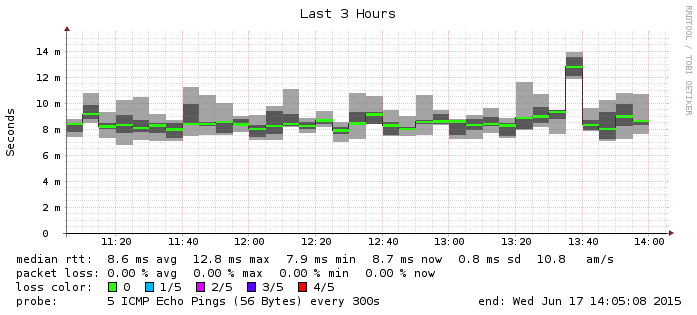 Last 3 Hours
RRDTOOL / TOBI OETIKER
Seconds
14 m
12 m
10 m
8 m
6 m
4 m
2 m
0
11:20 11:40 12:00 12:20 12:40 13:00 13:20 13:40 14:00
median rtt: 8.6 ms avg 12.8 ms max 7.9 ms min 8.7 ms now 0.8 ms sd 10.8 am/s
packet loss: 0.00 % avg 0.00 % max 0.00 % min 0.00 % now
loss color: 0 1/5 2/5 3/5 4/5
probe: 5 ICMP Echo Pings (56 Bytes) every 300s end: Wed Jun 17 14:05:08 2015